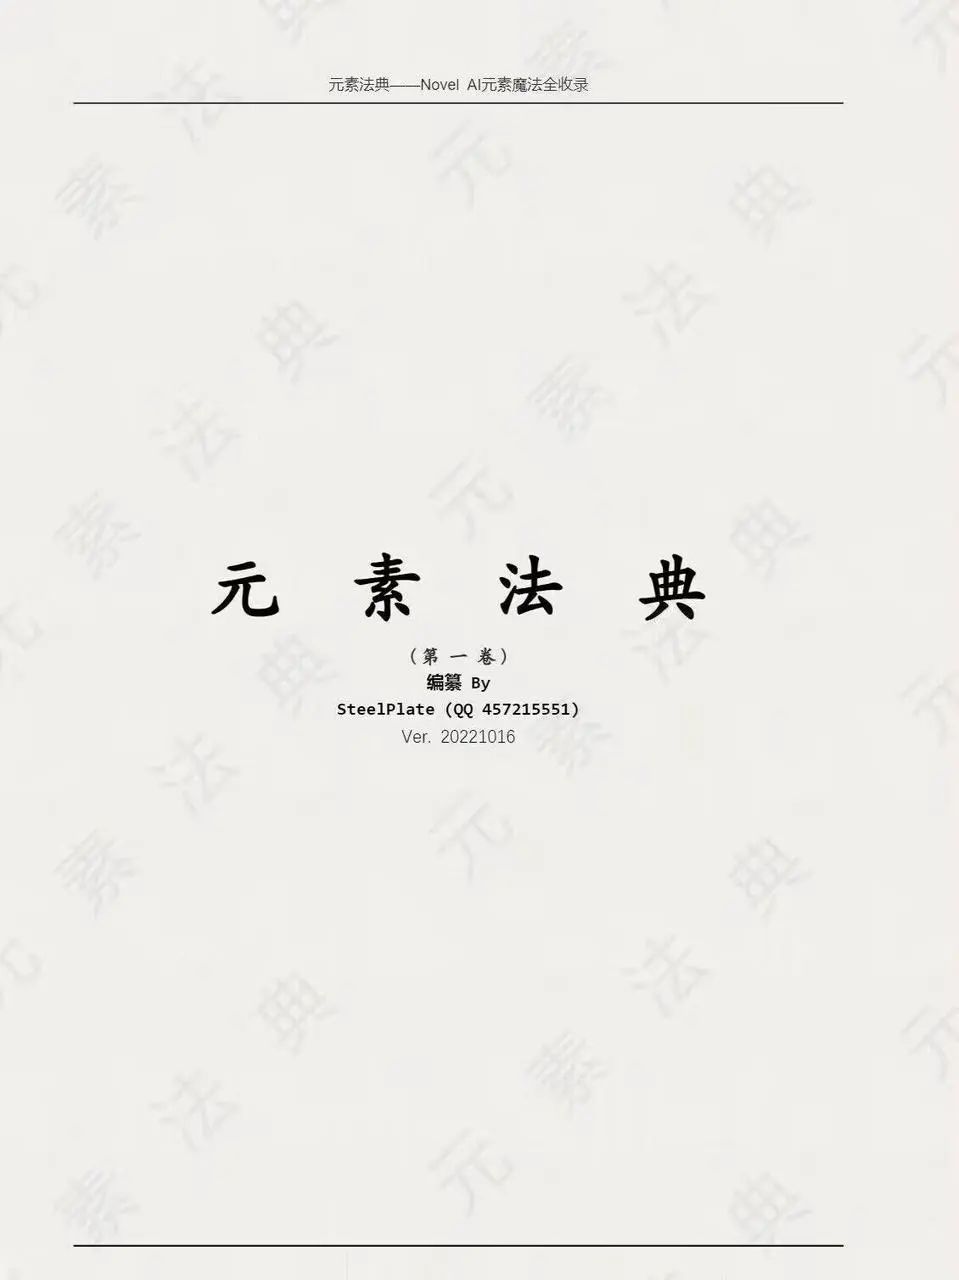 元素法典——Novel AI元素魔法全收录
元素法典
（第一卷）
编纂 By
SteelPlate (QQ 457215551)
Ver. 20221016